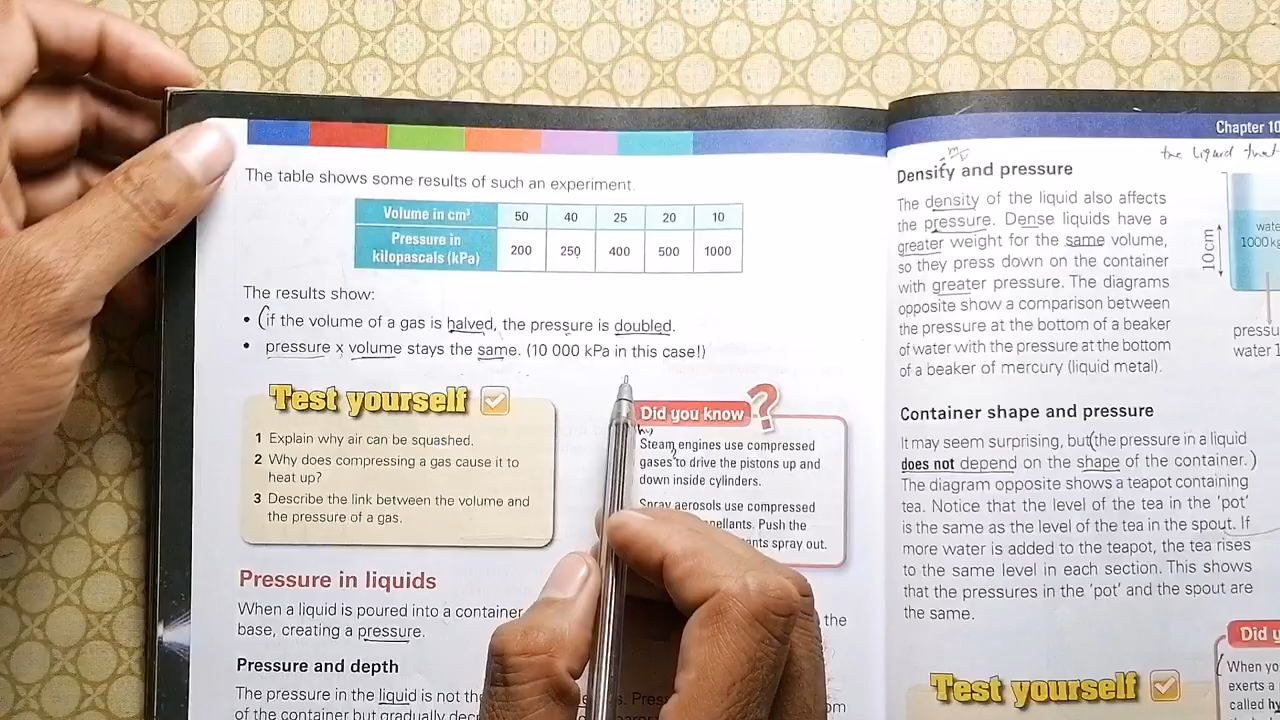 The table shows some results of such an experiment.
Volume in cm³ 50 40 25 20 10
Pressure in
kilopascals (kPa) 200 250 400 500 1000
The results show:
• (if the volume of a gas is halved, the pressure is doubled.
• pressure x volume stays the same. (10 000 kPa in this case!)
Test yourself
1 Explain why air can be squashed.
2 Why does compressing a gas cause it to
heat up?
3 Describe the link between the volume and
the pressure of a gas.
Did you know ?
Steam engines use compressed
gases to drive the pistons up and
down inside cylinders.
Spray aerosols use compressed
Push the
spray out.
Pressure in liquids
When a liquid is poured into a container
the
base, creating a pressure.
Pressure and depth
The pressure in the liquid is not the
of the container but gradually
Chapter 10
the liquid that
m/v
Density and pressure
The density of the liquid also affects
the pressure. Dense liquids have a
greater weight for the same volume,
so they press down on the container
with greater pressure. The diagrams
opposite show a comparison between
the pressure at the bottom of a beaker
of water with the pressure at the bottom
of a beaker of mercury (liquid metal).
10cm
1000
water 1
Container shape and pressure
It may seem surprising, but (the pressure in a liquid
does not depend on the shape of the container.)
The diagram opposite shows a teapot containing
tea. Notice that the level of the tea in the 'pot'
is the same as the level of the tea in the spout. If
more water is added to the teapot, the tea rises
to the same level in each section. This shows
that the pressures in the 'pot' and the spout are
the same.
Test yourself
Did
(When
exerts a
called